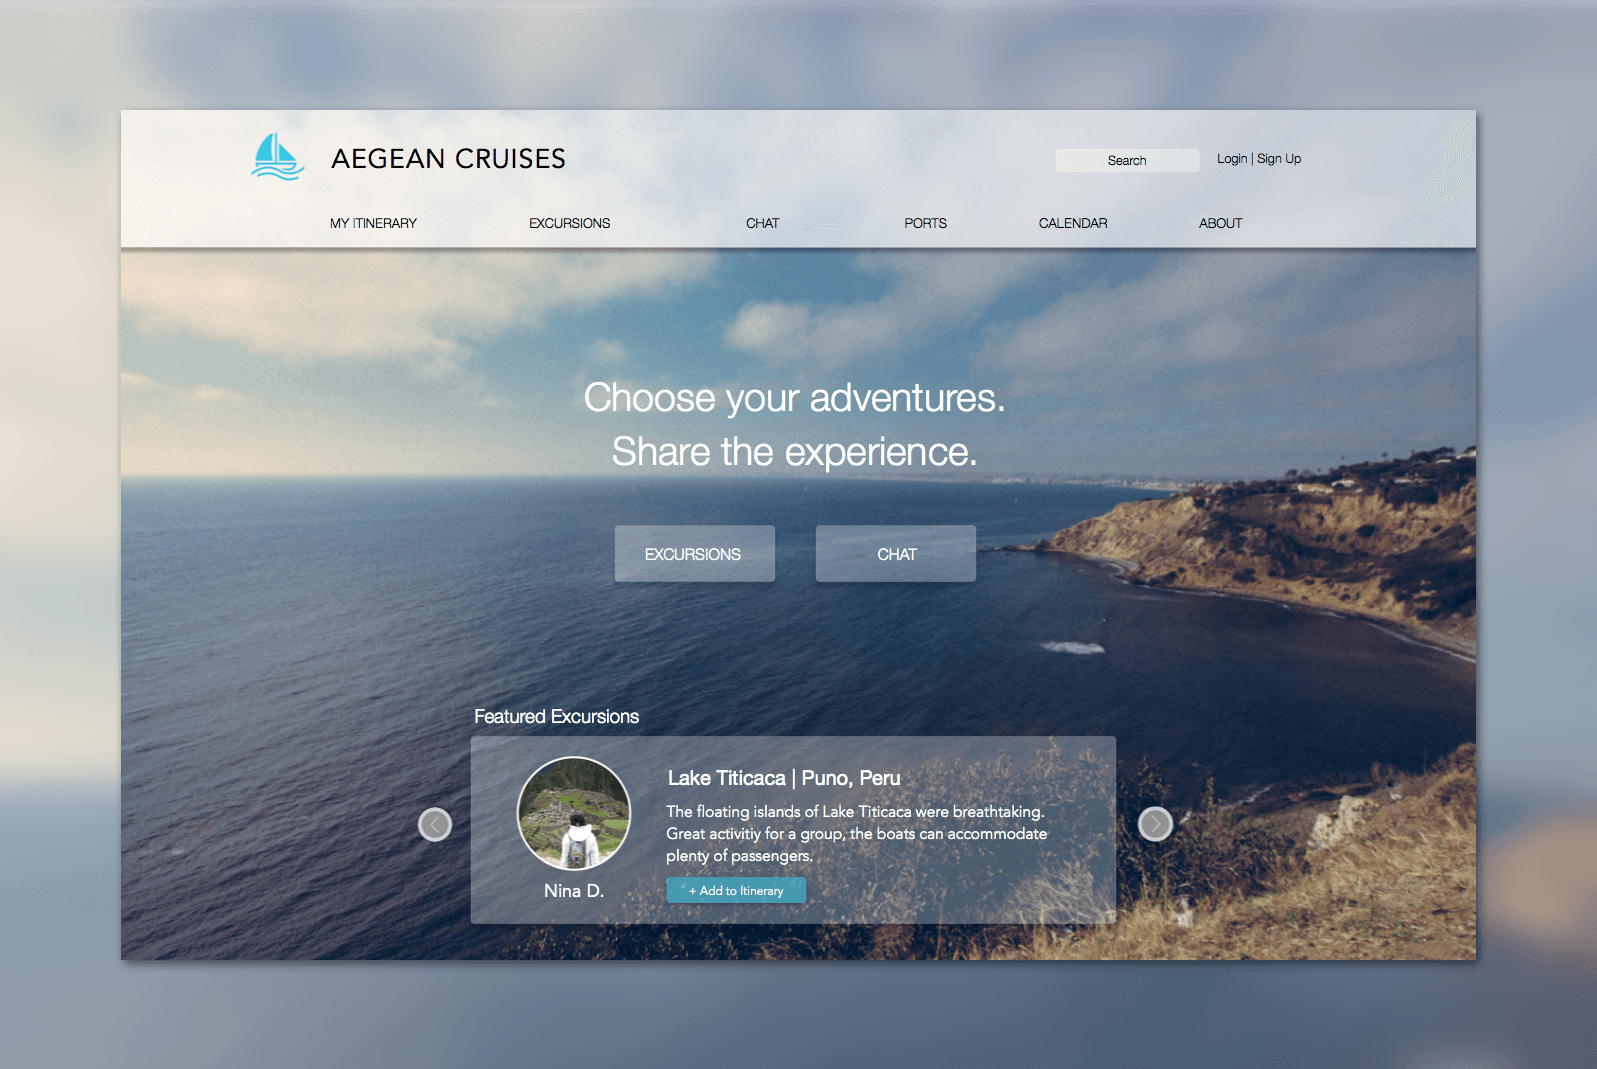 AEGEAN CRUISES
Search
Login | Sign Up
MY ITINERARY
EXCURSIONS
CHAT
PORTS
CALENDAR
ABOUT
Choose your adventures.
Share the experience.
EXCURSIONS
CHAT
Featured Excursions
Lake Titicaca | Puno, Peru
The floating islands of Lake Titicaca were breathtaking.
Great activitiy for a group, the boats can accommodate
plenty of passengers.
Nina D.
+ Add to Itinerary